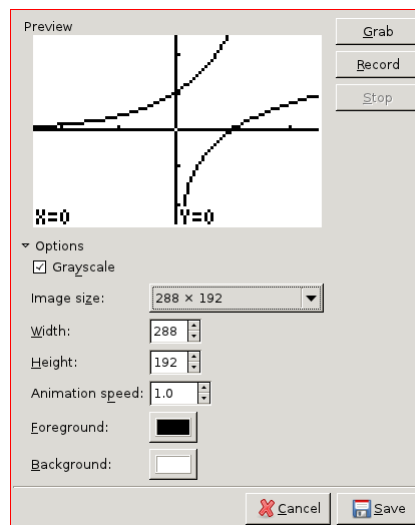 Preview
Grab
Record
Stop
X=0 Y=0
Options
Grayscale
Image size: 288 × 192
Width: 288
Height: 192
Animation speed: 1.0
Foreground:
Background:
Cancel Save